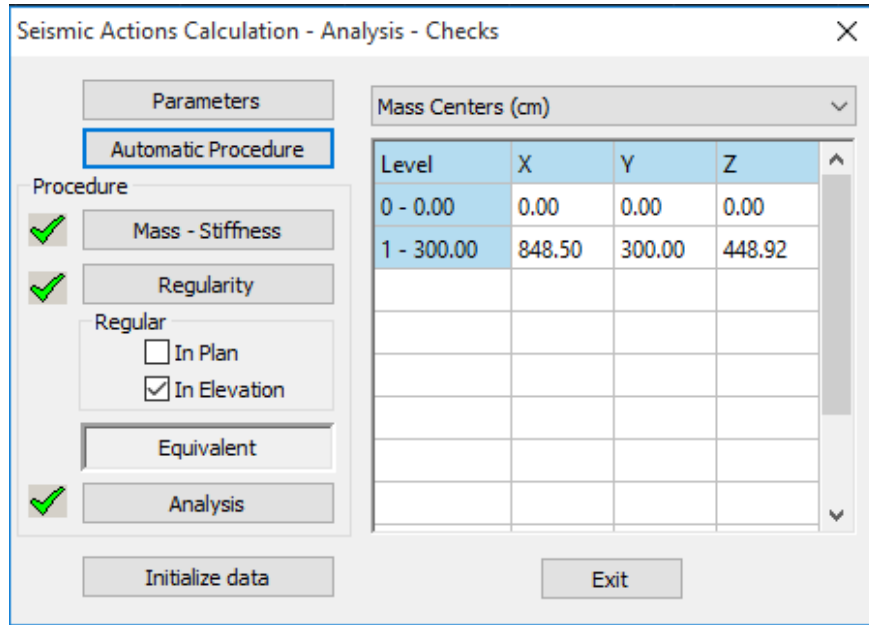 Seismic Actions Calculation - Analysis - Checks
Parameters
Automatic Procedure
Procedure
Mass - Stiffness
Regularity
Regular
In Plan
In Elevation
Equivalent
Analysis
Initialize data
Mass Centers (cm)
Level X Y Z
0 - 0.00 0.00 0.00 0.00
1 - 300.00 848.50 300.00 448.92
Exit